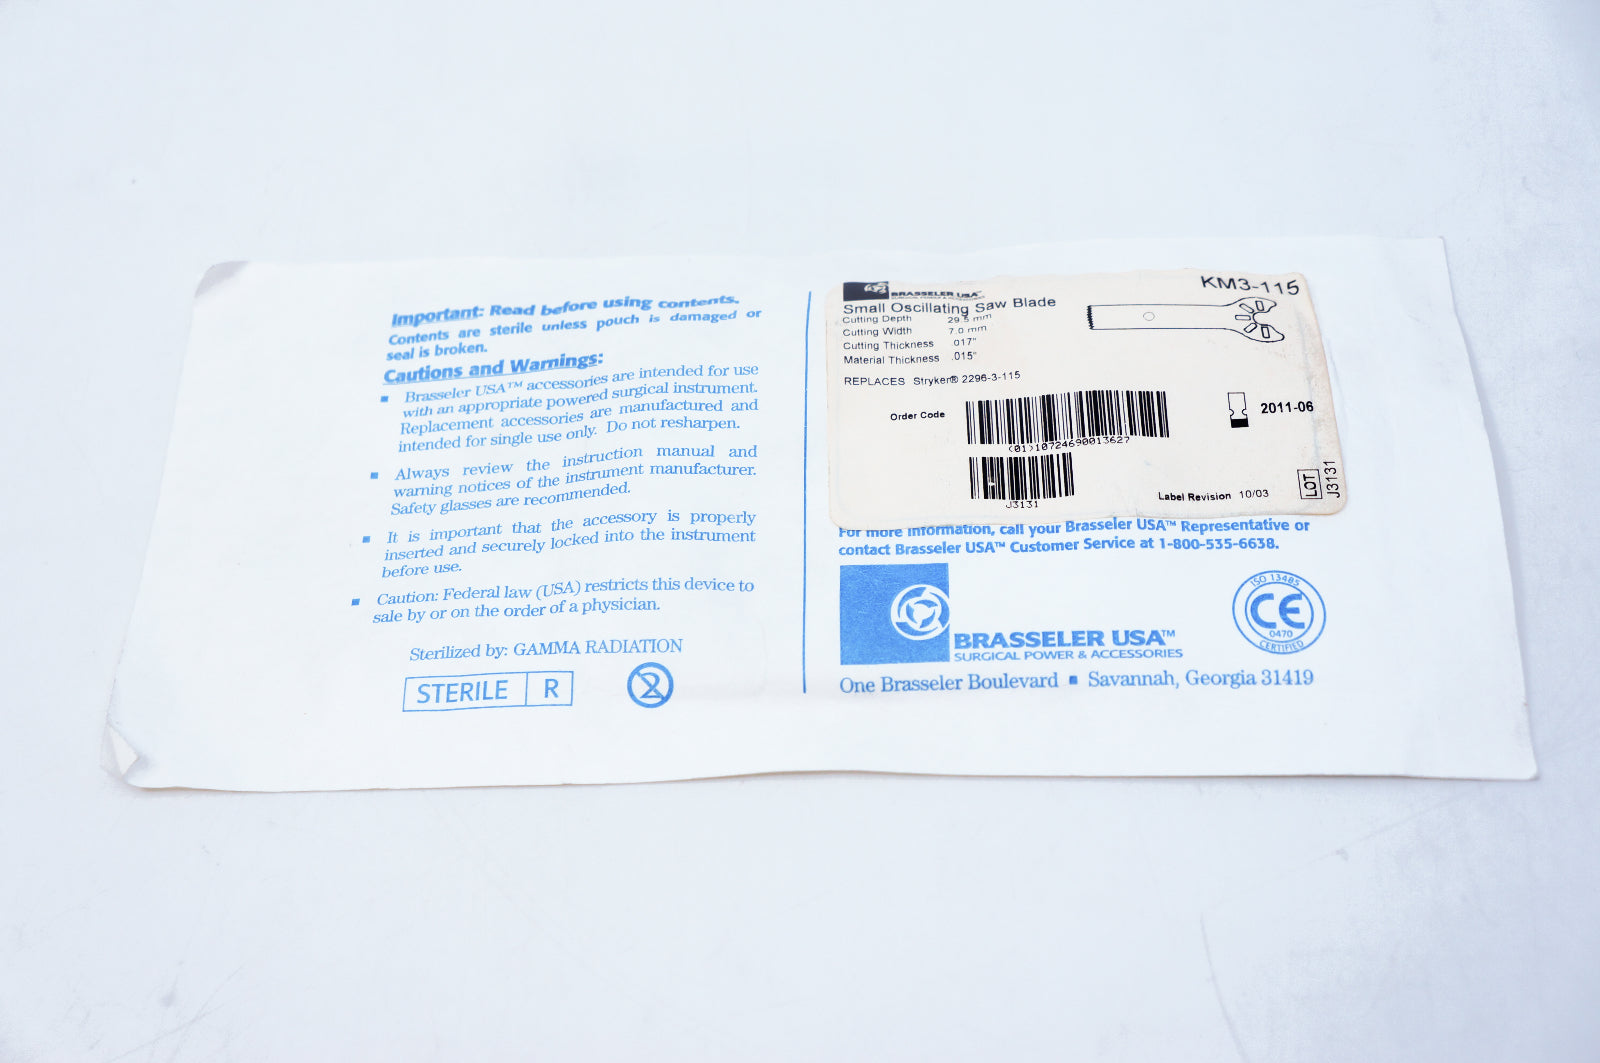 Important: Read before using contents.
Contents are sterile unless pouch is damaged or
seal is broken.
Cautions and Warnings:
▪ Brasseler USA™ accessories are intended for use
with an appropriate powered surgical instrument.
Replacement accessories are manufactured and
intended for single use only. Do not resharpen.
▪ Always review the instruction manual and
warning notices of the instrument manufacturer.
Safety glasses are recommended.
▪ It is important that the accessory is properly
inserted and securely locked into the instrument
before use.
▪ Caution: Federal law (USA) restricts this device to
sale by or on the order of a physician.
Sterilized by: GAMMA RADIATION
STERILE R
2
BRASSELER USA™
SURGICAL POWER & ACCESSORIES
KM3-115
Small Oscillating Saw Blade
Cutting Depth 29.5 mm
Cutting Width 7.0 mm
Cutting Thickness .017"
Material Thickness .015"
REPLACES Stryker® 2296-3-115
Order Code
(01)10724690013627
2011-06
J3131
Label Revision 10/03
LOT J3131
For more information, call your Brasseler USA™ Representative or
contact Brasseler USA™ Customer Service at 1-800-535-6638.
BRASSELER USA™
SURGICAL POWER & ACCESSORIES
ISO 13485
CE
0470
CERTIFIED
One Brasseler Boulevard ▪ Savannah, Georgia 31419